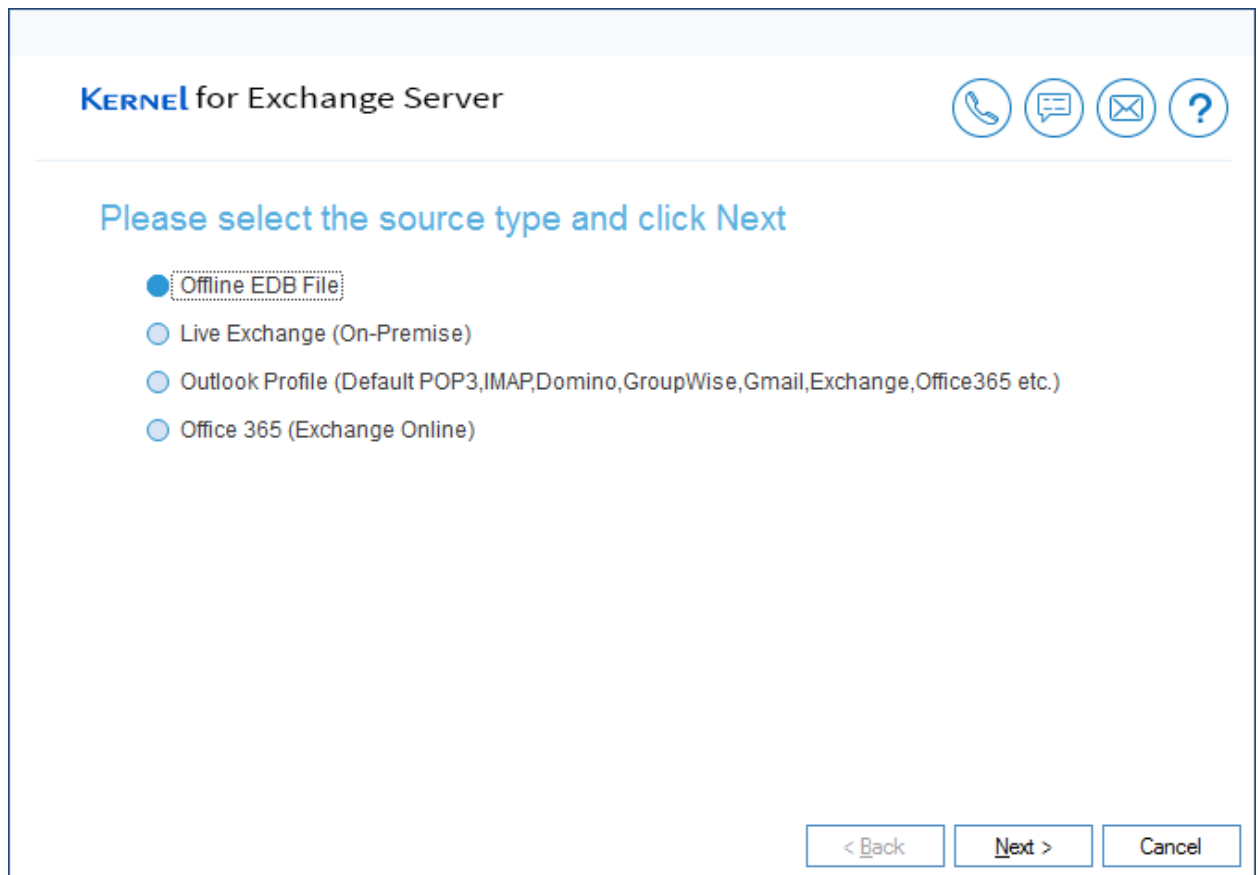 KERNEL for Exchange Server
?
Please select the source type and click Next
Offline EDB File
Live Exchange (On-Premise)
Outlook Profile (Default POP3,IMAP,Domino,GroupWise,Gmail,Exchange,Office365 etc.)
Office 365 (Exchange Online)
< Back Next > Cancel